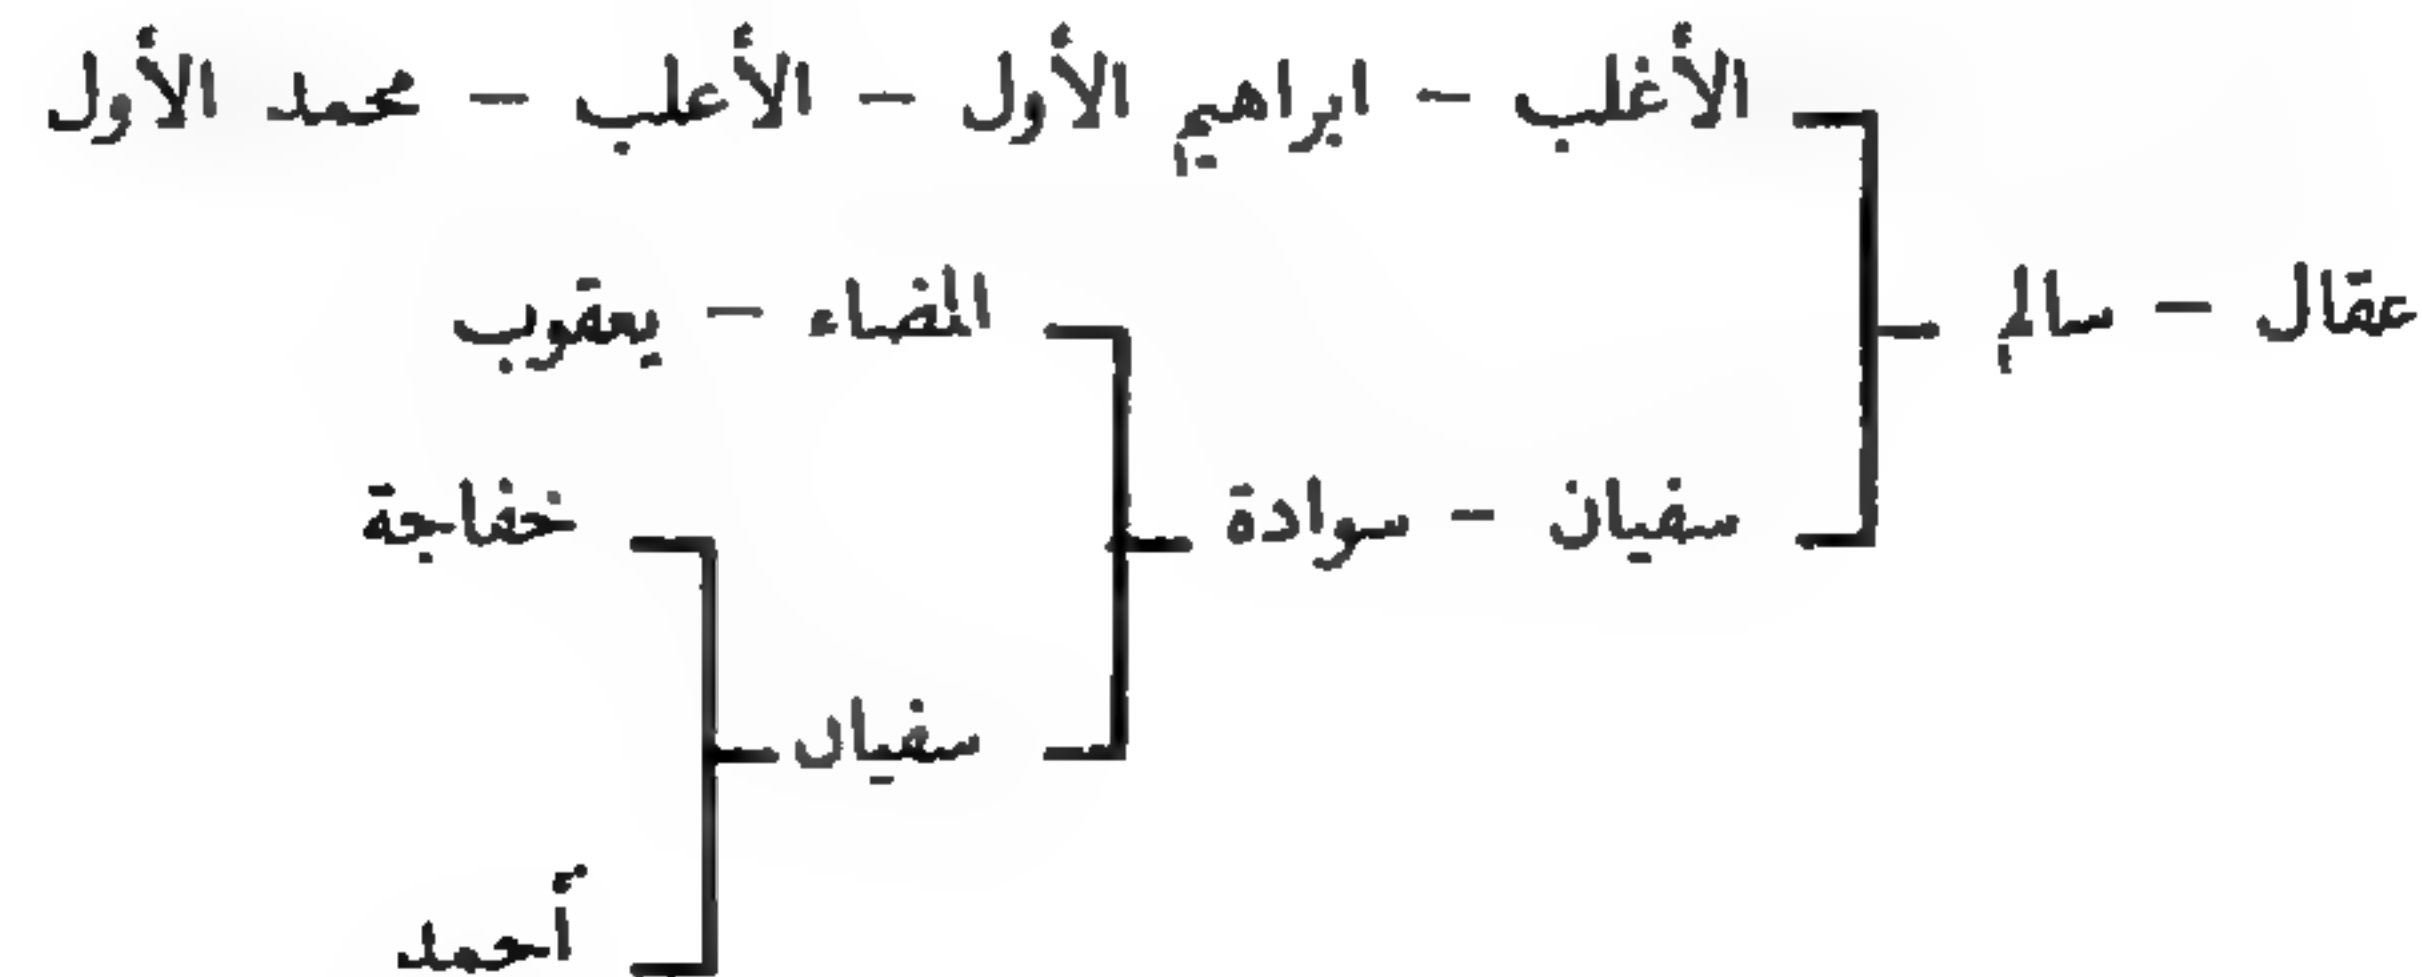 الأغلب – ابراهيم الأول – الأعلب – محمد الأول
عقال – سالم
المضاء – يعقوب
سفيان – سوادة
خفاجة
سفيان
أحمد